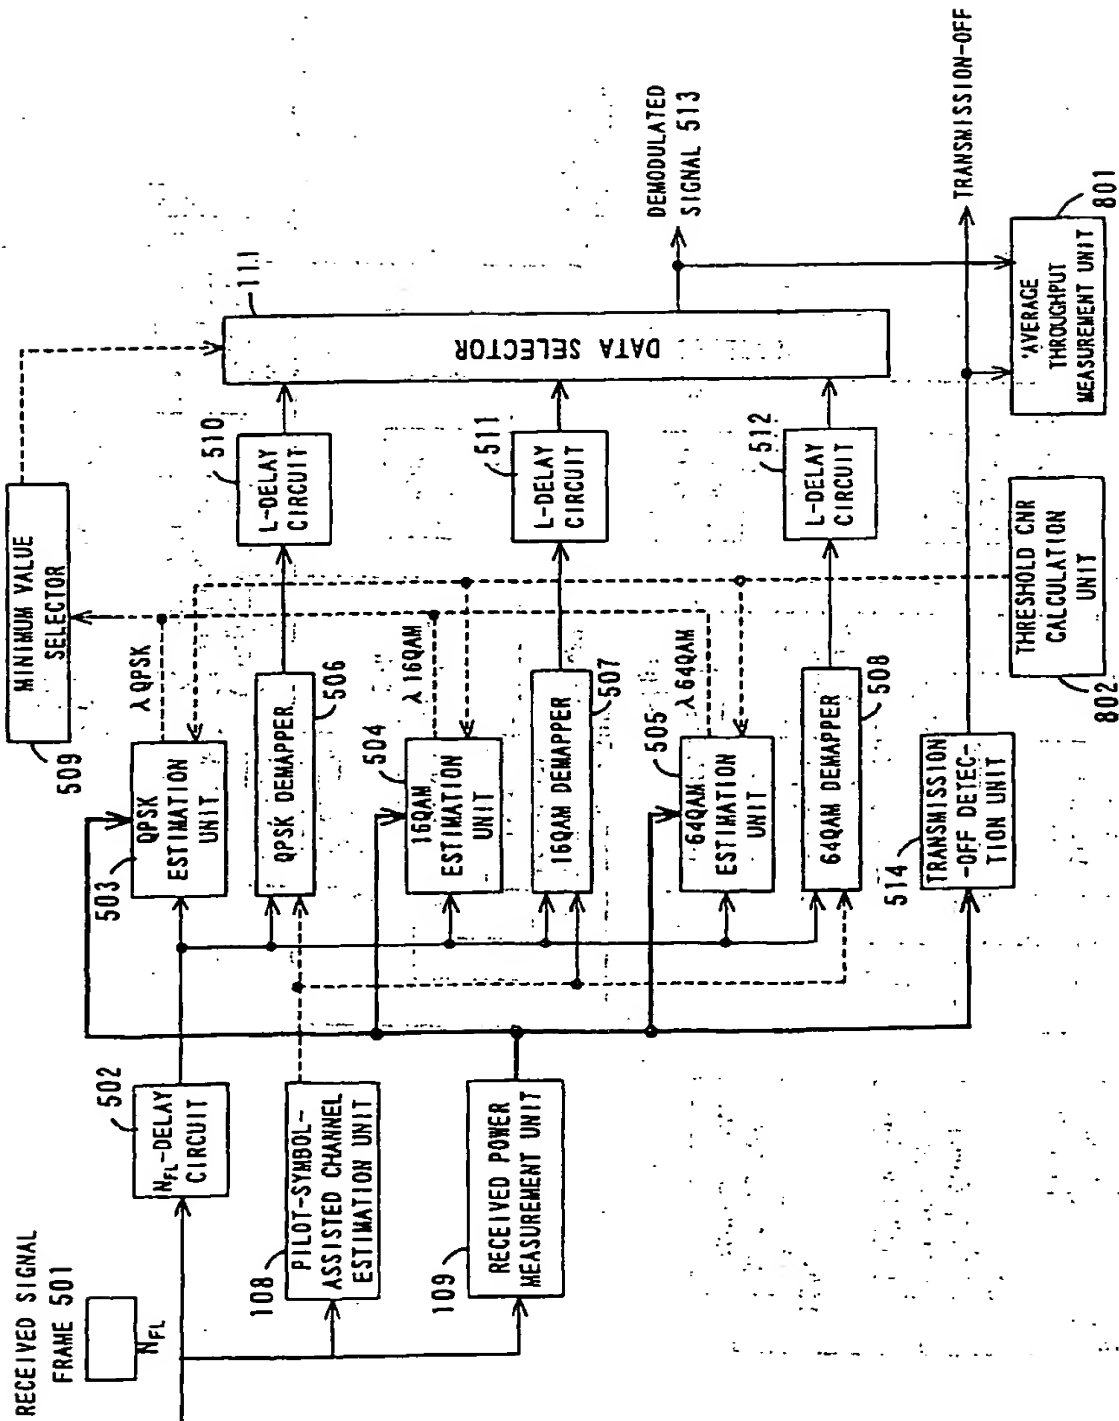 RECEIVED SIGNAL
FRAME 501
NFL
502
NFL-DELAY
CIRCUIT
108
PILOT-SYMBOL-
ASSISTED CHANNEL
ESTIMATION UNIT
109
RECEIVED POWER
MEASUREMENT UNIT
503
QPSK
ESTIMATION
UNIT
λ QPSK
506
QPSK DEMAPPER
504
16QAM
ESTIMATION
UNIT
λ 16QAM
507
16QAM DEMAPPER
505
64QAM
ESTIMATION
UNIT
λ 64QAM
508
64QAM DEMAPPER
514
TRANSMISSION
-OFF DETEC-
TION UNIT
509
MINIMUM VALUE
SELECTOR
510
L-DELAY
CIRCUIT
511
L-DELAY
CIRCUIT
512
L-DELAY
CIRCUIT
802
THRESHOLD CNR
CALCULATION
UNIT
111
DATA SELECTOR
DEMODULATED
SIGNAL 513
TRANSMISSION-OFF
AVERAGE
THROUGHPUT
MEASUREMENT UNIT
801